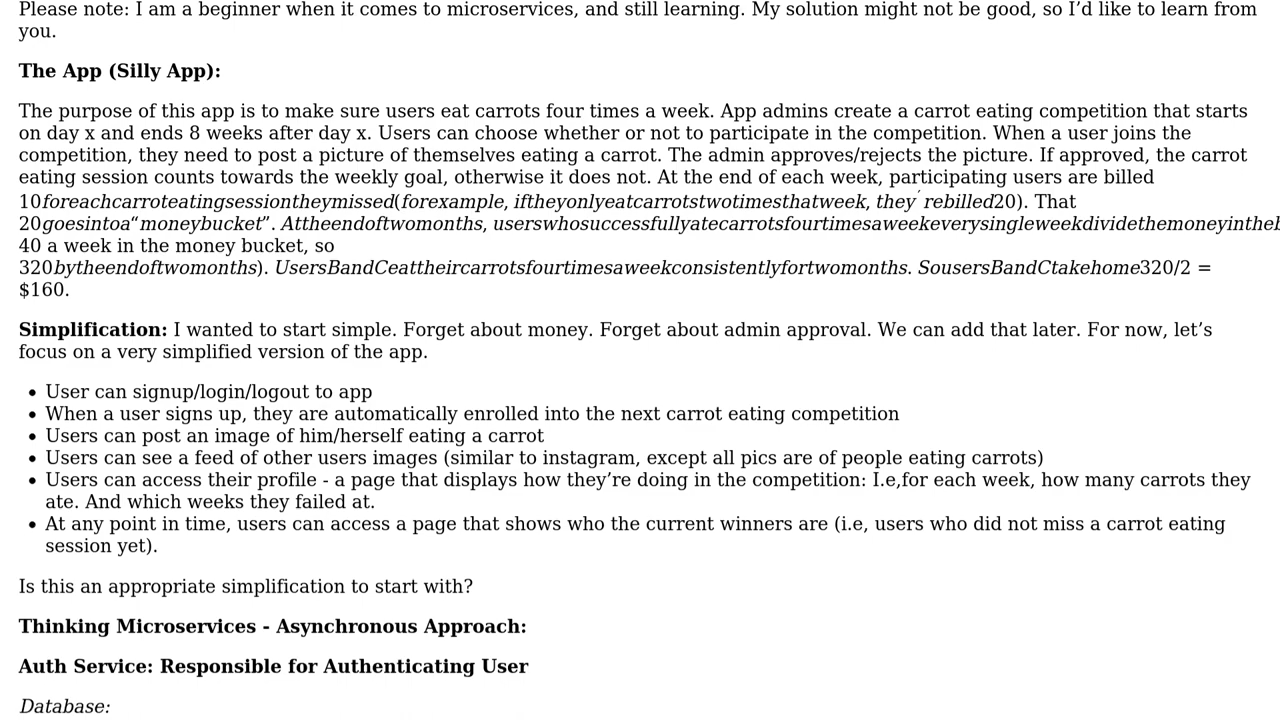 Please note: I am a beginner when it comes to microservices, and still learning. My solution might not be good, so I’d like to learn from
you.
The App (Silly App):
The purpose of this app is to make sure users eat carrots four times a week. App admins create a carrot eating competition that starts
on day x and ends 8 weeks after day x. Users can choose whether or not to participate in the competition. When a user joins the
competition, they need to post a picture of themselves eating a carrot. The admin approves/rejects the picture. If approved, the carrot
eating session counts towards the weekly goal, otherwise it does not. At the end of each week, participating users are billed
10foreachcarroteatingsessiontheymissed(forexample, iftheyonlyeatcarrotstwotimesthatweek, they′rebilled20). That
20goesintoa“moneybucket”. Attheendoftwomonths, userswhosuccessfullyatecarrotsfourtimesaweekeverysingleweekdividethemoneyintheb
40 a week in the money bucket, so
320bytheendoftwomonths). UsersBandCeattheircarrotsfourtimesaweekconsistentlyfortwomonths. SousersBandCtakehome320/2 =
$160.
Simplification: I wanted to start simple. Forget about money. Forget about admin approval. We can add that later. For now, let’s
focus on a very simplified version of the app.
• User can signup/login/logout to app
• When a user signs up, they are automatically enrolled into the next carrot eating competition
• Users can post an image of him/herself eating a carrot
• Users can see a feed of other users images (similar to instagram, except all pics are of people eating carrots)
• Users can access their profile - a page that displays how they’re doing in the competition: I.e,for each week, how many carrots they
ate. And which weeks they failed at.
• At any point in time, users can access a page that shows who the current winners are (i.e, users who did not miss a carrot eating
session yet).
Is this an appropriate simplification to start with?
Thinking Microservices - Asynchronous Approach:
Auth Service: Responsible for Authenticating User
Database: